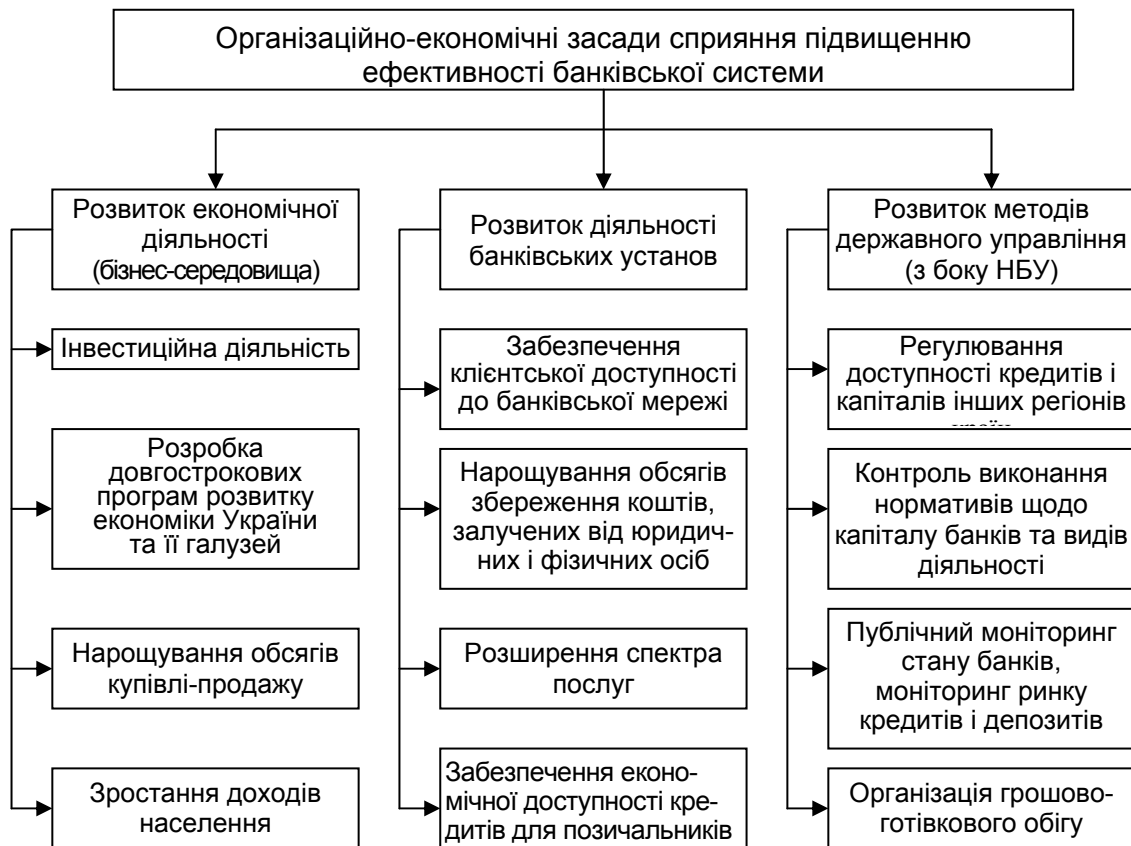 Організаційно-економічні засади сприяння підвищенню
ефективності банківської системи
Розвиток економічної
діяльності
(бізнес-середовища)
Інвестиційна діяльність
Розробка
довгострокових
програм розвитку
економіки України
та її галузей
Нарощування обсягів
купівлі-продажу
Зростання доходів
населення
Розвиток діяльності
банківських установ
Забезпечення
клієнтської доступності
до банківської мережі
Нарощування обсягів
збереження коштів,
залучених від юридич-
них і фізичних осіб
Розширення спектра
послуг
Забезпечення еконо-
мічної доступності кре-
дитів для позичальників
Розвиток методів
державного управління
(з боку НБУ)
Регулювання
доступності кредитів і
капіталів інших регіонів
Контроль виконання
нормативів щодо
капіталу банків та видів
діяльності
Публічний моніторинг
стану банків,
моніторинг ринку
кредитів і депозитів
Організація грошово-
готівкового обігу